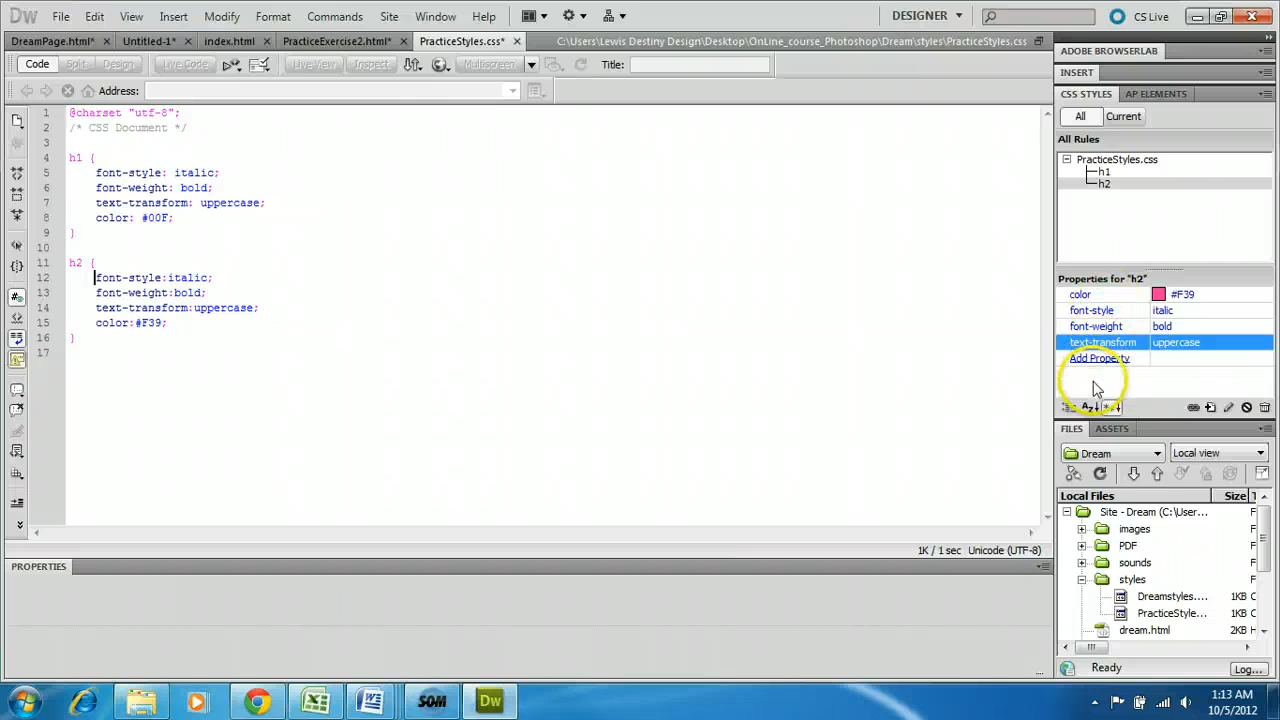 Dw File Edit View Insert Modify Format Commands Site Window Help DESIGNER CS Live
DreamPage.html* Untitled-1* index.html PracticeExercise2.html* PracticeStyles.css* C:\Users\Lewis Destiny Design\Desktop\OnLine_course_Photoshop\Dream\styles\PracticeStyles.css
Code Split Design Live Code Live View Inspect Multiscreen Title:
Address:
1 @charset "utf-8";
2 /* CSS Document */
3
4 h1 {
5 font-style: italic;
6 font-weight: bold;
7 text-transform: uppercase;
8 color: #00F;
9 }
10
11 h2 {
12 font-style:italic;
13 font-weight:bold;
14 text-transform:uppercase;
15 color:#F39;
16 }
17
1K / 1 sec Unicode (UTF-8)
PROPERTIES
ADOBE BROWSERLAB
INSERT
CSS STYLES AP ELEMENTS
All Current
All Rules
PracticeStyles.css
h1
h2
Properties for "h2"
color #F39
font-style italic
font-weight bold
text-transform uppercase
Add Property
FILES ASSETS
Dream Local view
Local Files Size T
Site - Dream (C:\User... F
images F
PDF F
sounds F
styles F
Dreamstyles.... 1KB C
PracticeStyle... 1KB C
dream.html 2KB F
Ready Log...
SOM Dw
1:13 AM
10/5/2012